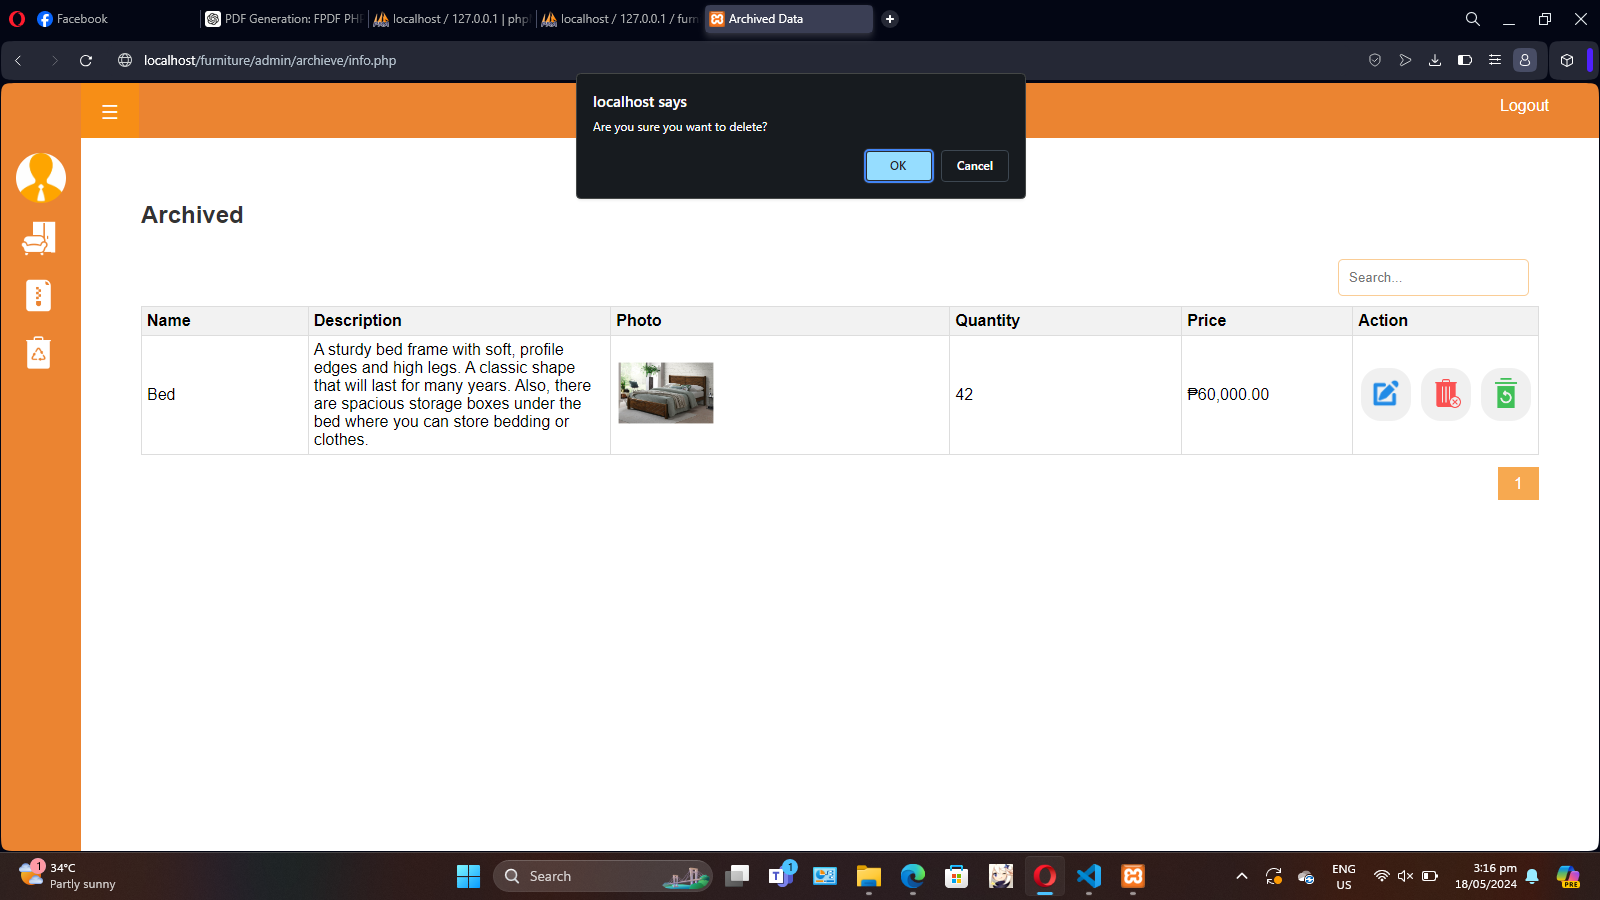 Facebook
PDF Generation: FPDF PHP
localhost / 127.0.0.1 | php
localhost / 127.0.0.1 / furn
Archived Data
localhost/furniture/admin/archieve/info.php
localhost says
Are you sure you want to delete?
OK
Cancel
Logout
Archived
Search...
Name
Description
Photo
Quantity
Price
Action
Bed
A sturdy bed frame with soft, profile
edges and high legs. A classic shape
that will last for many years. Also, there
are spacious storage boxes under the
bed where you can store bedding or
clothes.
42
₱60,000.00
1
1
34°C
Partly sunny
Search
1
ENG
US
3:16 pm
18/05/2024
PRE